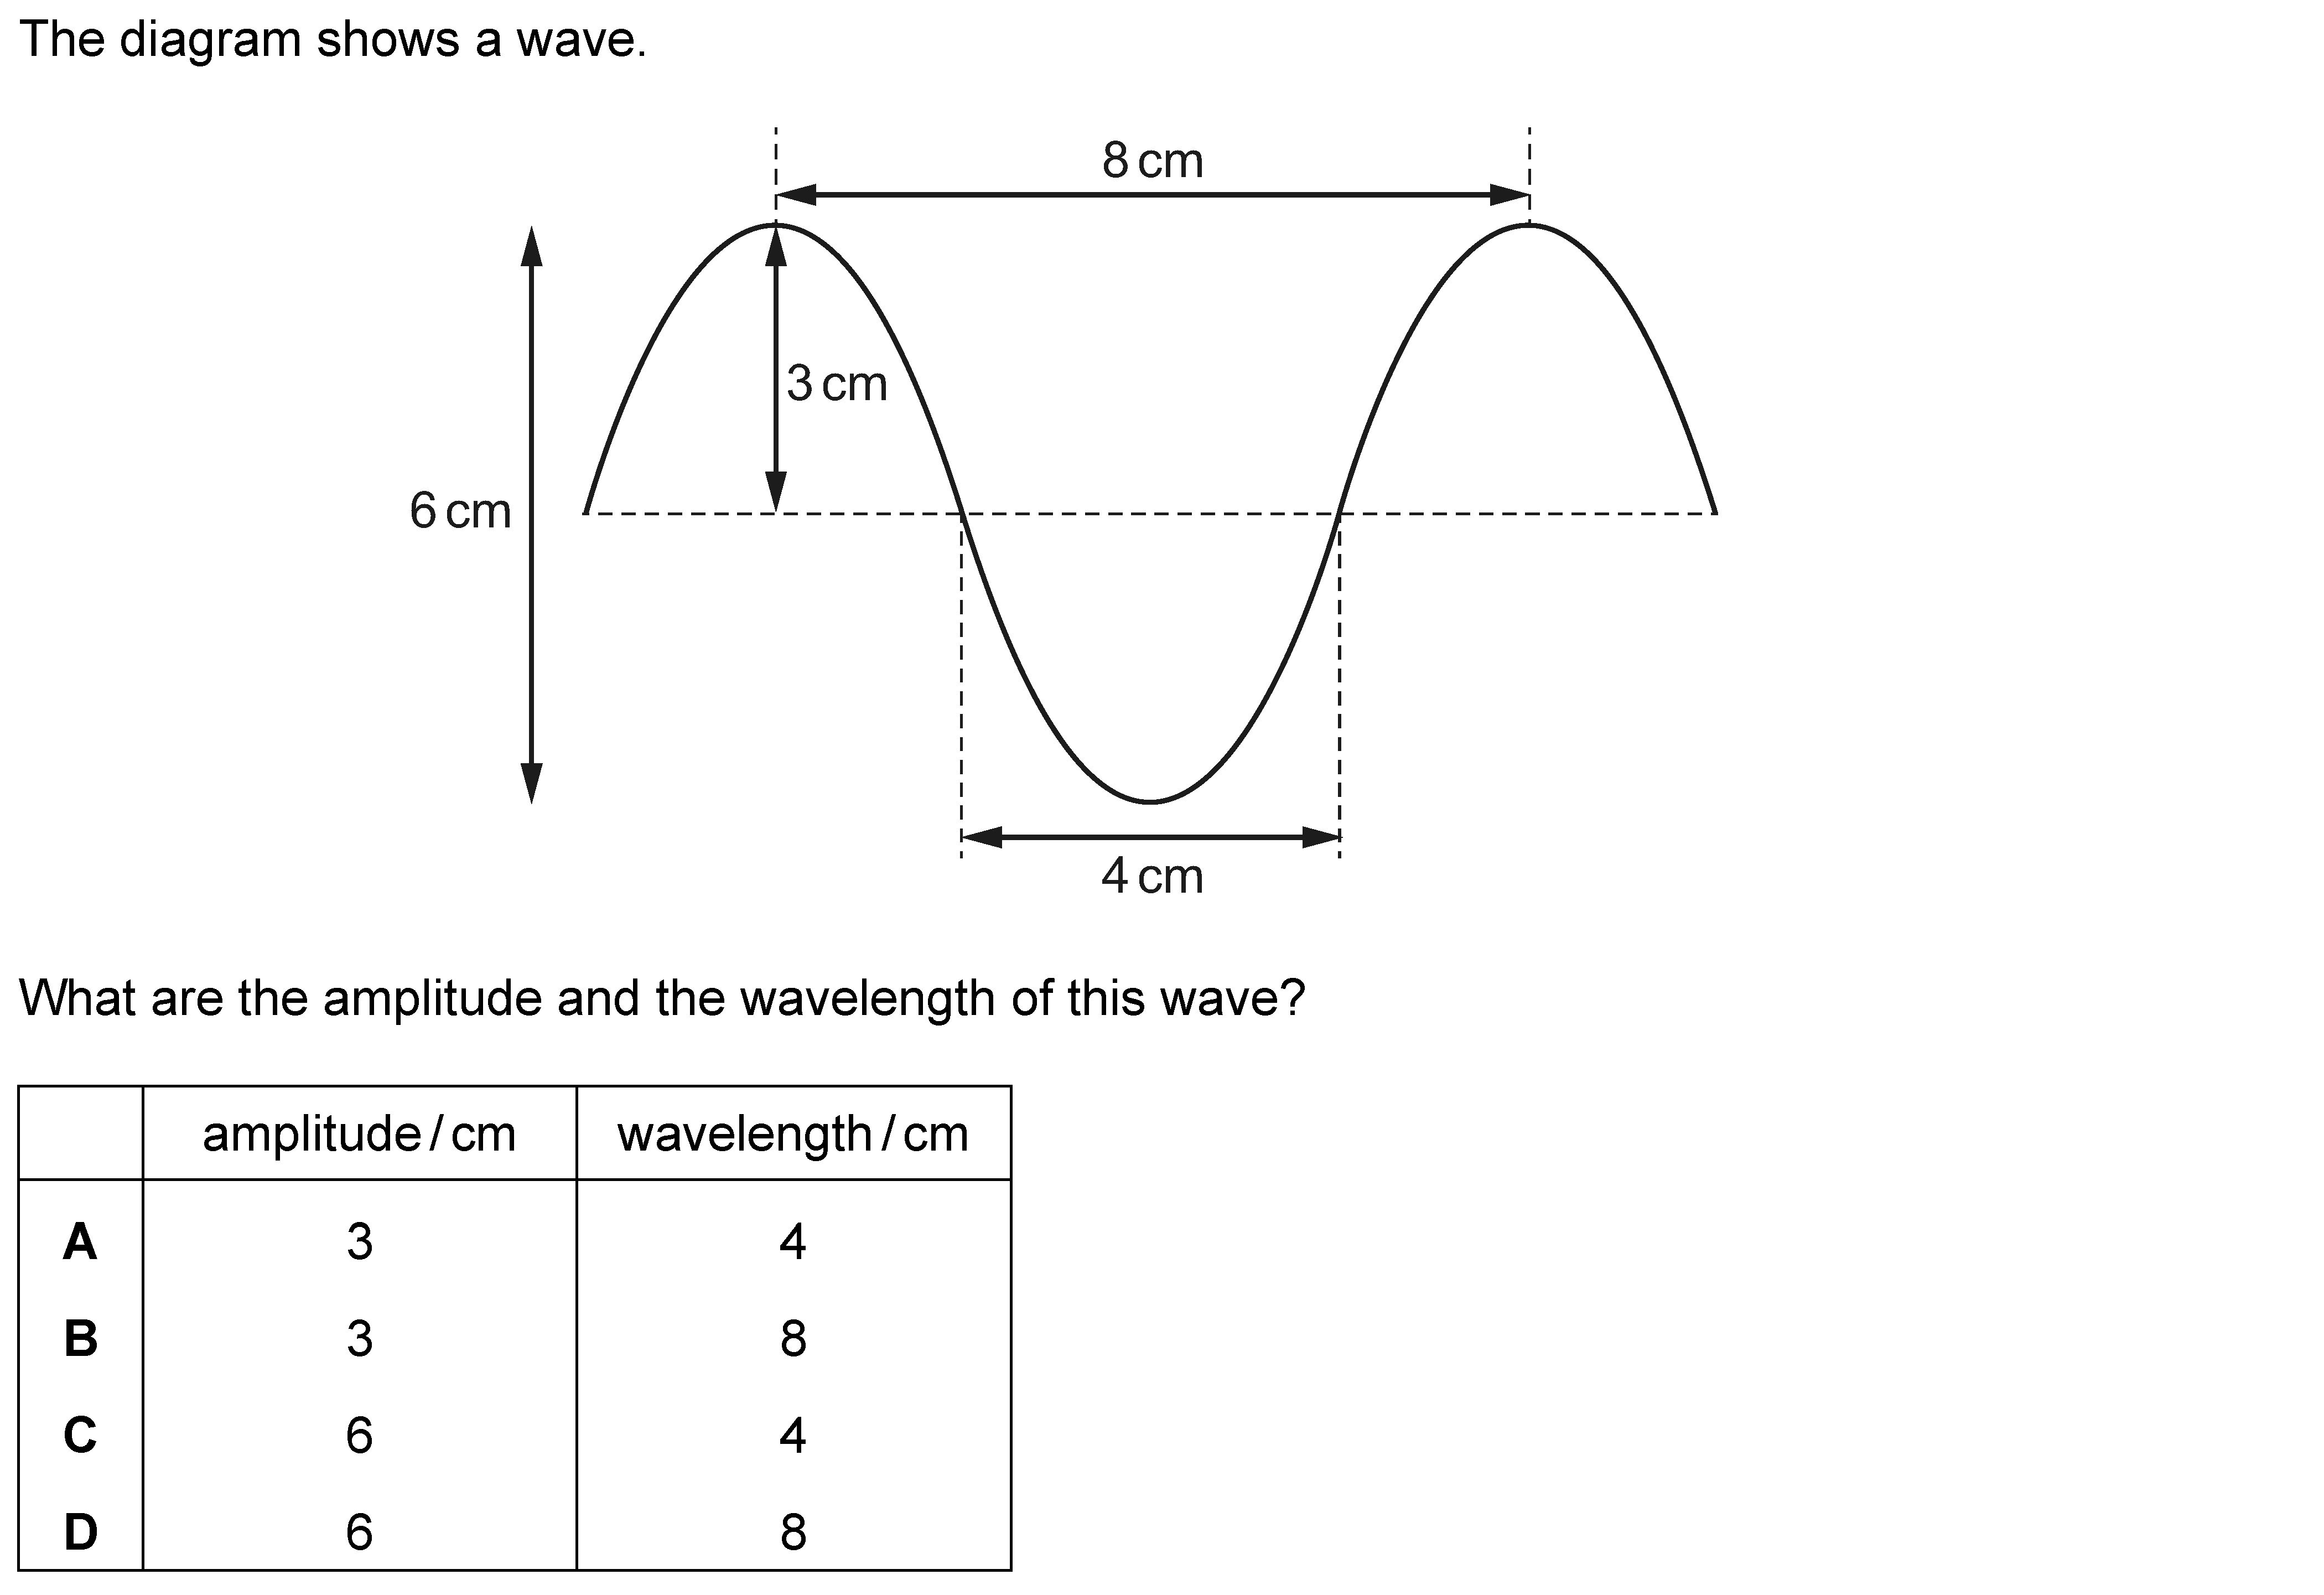 The diagram shows a wave.
8 cm
3 cm
6 cm
4 cm
What are the amplitude and the wavelength of this wave?
amplitude / cm wavelength / cm
A 3 4
B 3 8
C 6 4
D 6 8